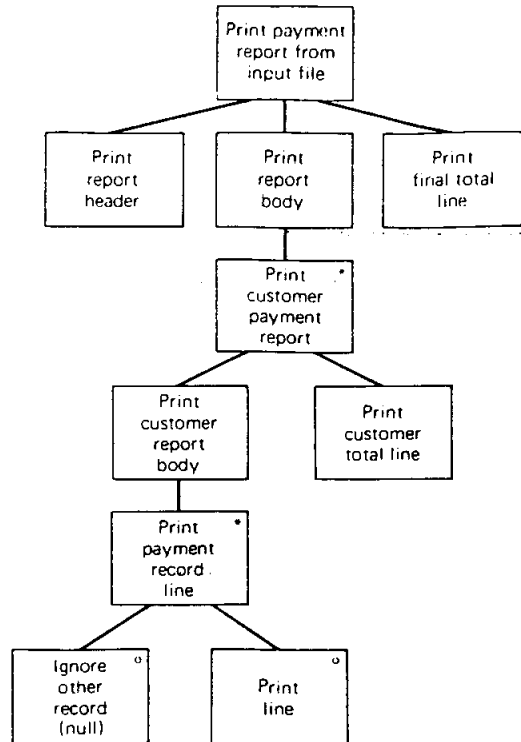 Print payment
report from
input file
Print
report
header
Print
report
body
Print
final total
line
Print *
customer
payment
report
Print
customer
report
body
Print
customer
total line
Print *
payment
record
line
Ignore o
other
record
(null)
o
Print
line